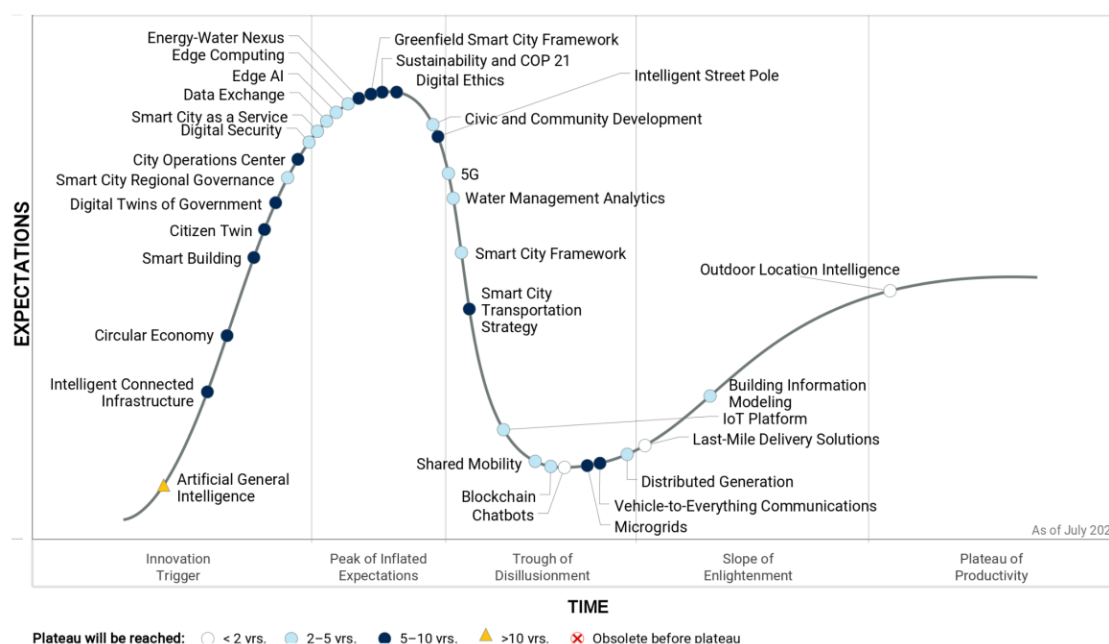 Energy-Water Nexus
Edge Computing
Edge AI
Data Exchange
Smart City as a Service
Digital Security
City Operations Center
Smart City Regional Governance
Digital Twins of Government
Citizen Twin
Smart Building
Circular Economy
Intelligent Connected
Infrastructure
Artificial General
Intelligence
Greenfield Smart City Framework
Sustainability and COP 21
Digital Ethics
Intelligent Street Pole
Civic and Community Development
5G
Water Management Analytics
Smart City Framework
Smart City
Transportation
Strategy
Shared Mobility
Blockchain
Chatbots
Outdoor Location Intelligence
Building Information
Modeling
IoT Platform
Last-Mile Delivery Solutions
Distributed Generation
Vehicle-to-Everything Communications
Microgrids
EXPECTATIONS
As of July 202
Innovation
Trigger
Peak of Inflated
Expectations
Trough of
Disillusionment
Slope of
Enlightenment
Plateau of
Productivity
TIME
Plateau will be reached: < 2 yrs. 2–5 yrs. 5–10 yrs. >10 yrs. Obsolete before plateau